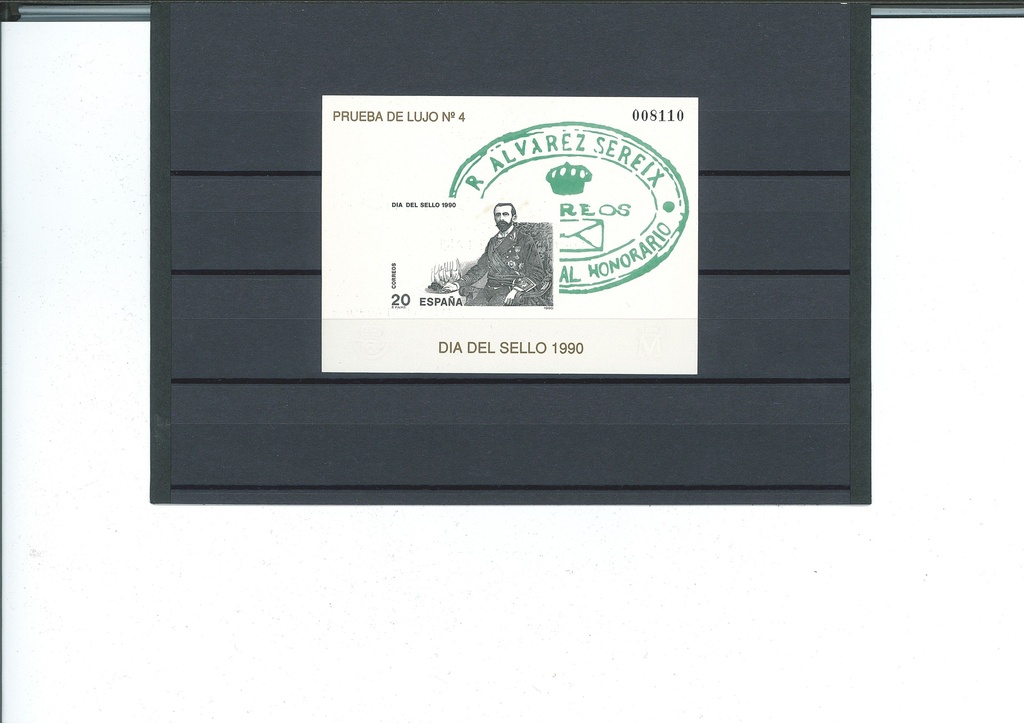 PRUEBA DE LUJO Nº 4
008110
R ALVAREZ SEREIX
REOS
AL HONORARIO
DIA DEL SELLO 1990
CORREOS
20 ESPAÑA
1990
DIA DEL SELLO 1990